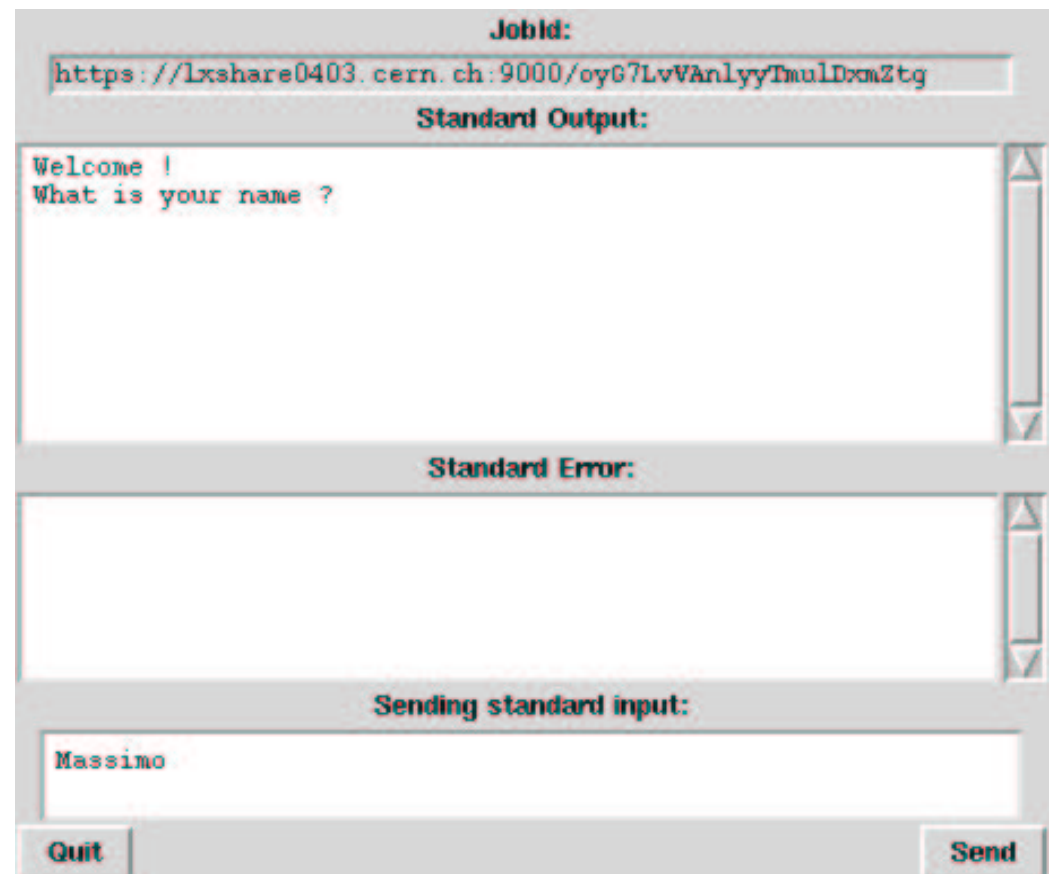 JobId:
https://lxshare0403.cern.ch:9000/oyG7LvVAnlyyTmulDxmZtg
Standard Output:
Welcome !
What is your name ?
Standard Error:
Sending standard input:
Massimo
Quit
Send